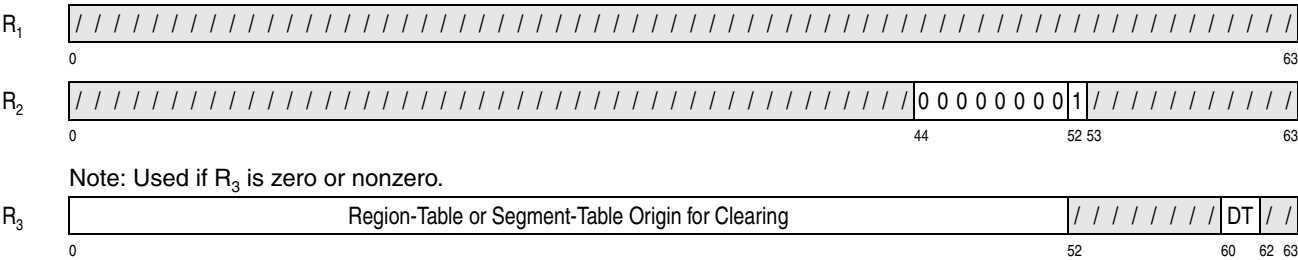 R1 / / / / / / / / / / / / / / / / / / / / / / / / / / / / / / / / / / / / / / / / / / / / / / / / / / / / / / / / / / / / / / / /
0 63
R2 / / / / / / / / / / / / / / / / / / / / / / / / / / / / / / / / / / / / / / / / / / / / 0 0 0 0 0 0 0 0 1 / / / / / / / / / / /
0 44 52 53 63
Note: Used if R3 is zero or nonzero.
R3 Region-Table or Segment-Table Origin for Clearing / / / / / / / / DT / /
0 52 60 62 63